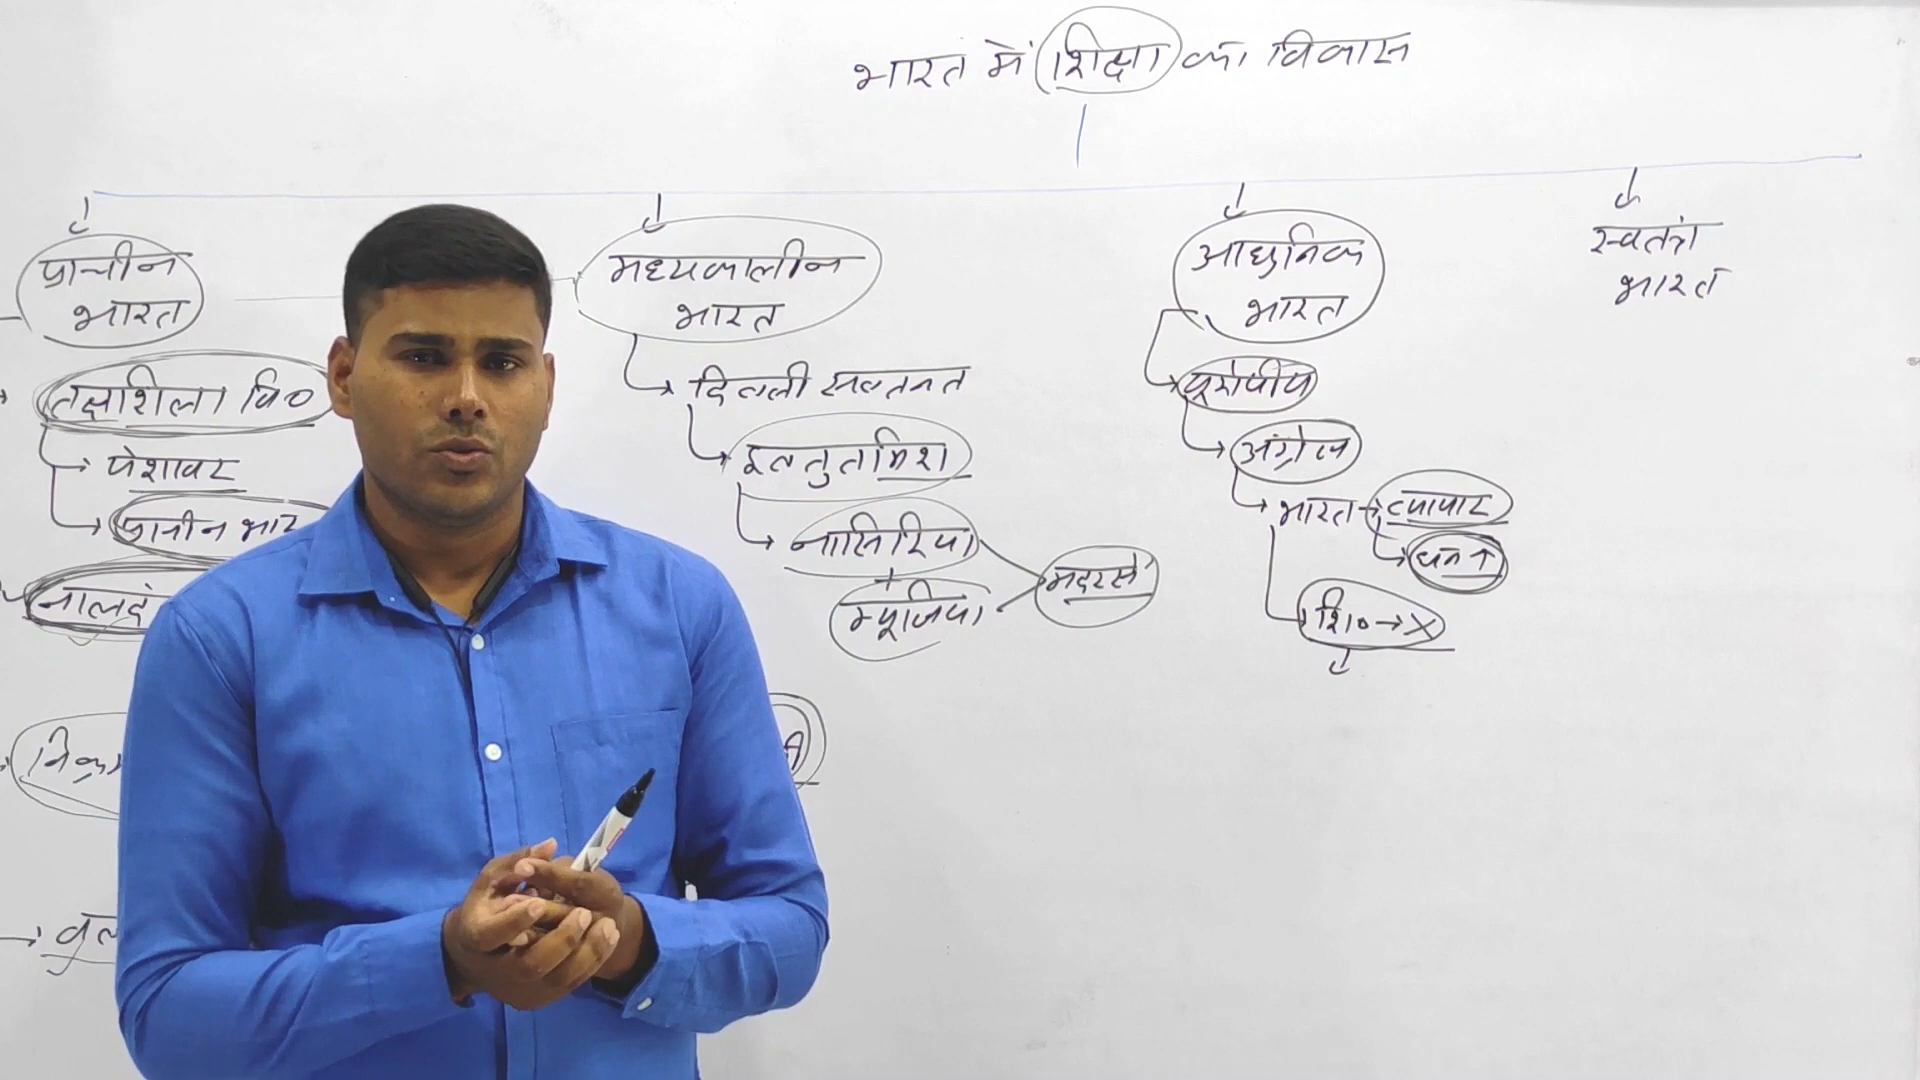 भारत में शिक्षा का विकास
प्राचीन
भारत
तक्षशिला वि०
पेशावर
प्राचीन भार
नालदं
मध्यकालीन
भारत
दिल्ली सल्तनत
इल्तुतमिश
नासिरिया
+
म्यूजिया
मदरसे
आधुनिक
भारत
यूरोपीय
अंग्रेज
भारत → व्यापार
धन ↑
शि० → X
स्वतंत्र
भारत